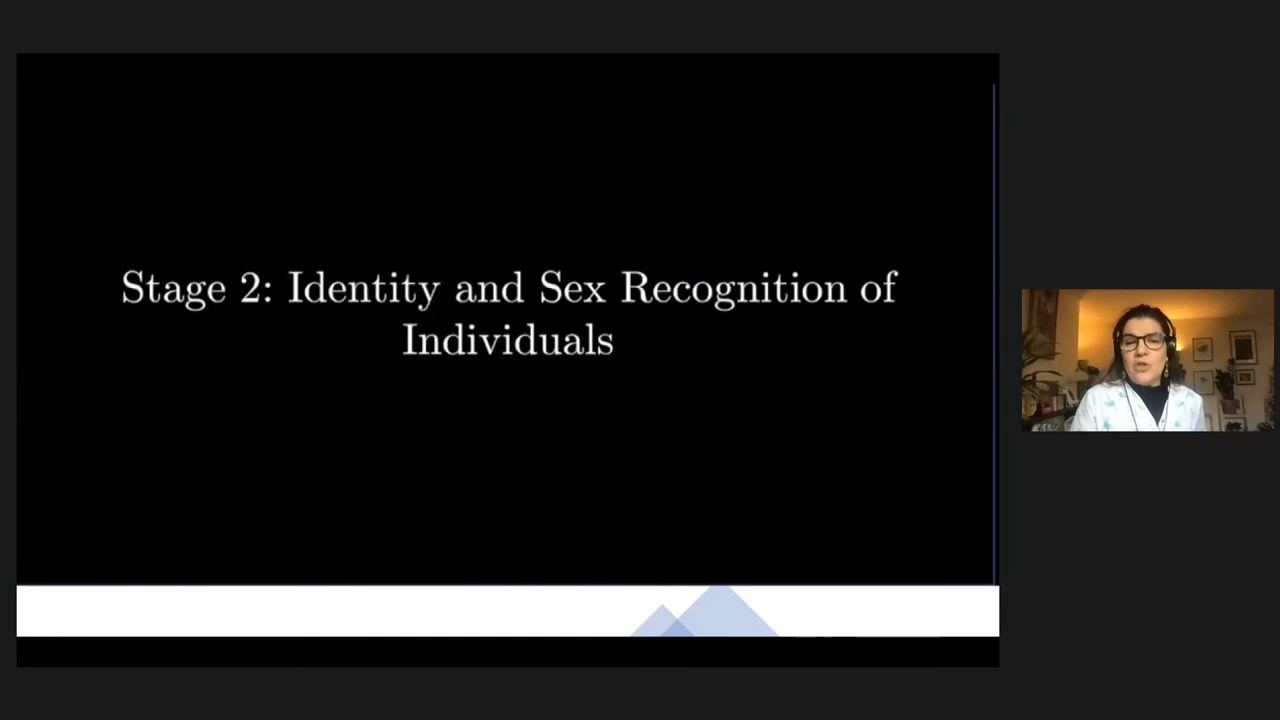 Stage 2: Identity and Sex Recognition of
Individuals